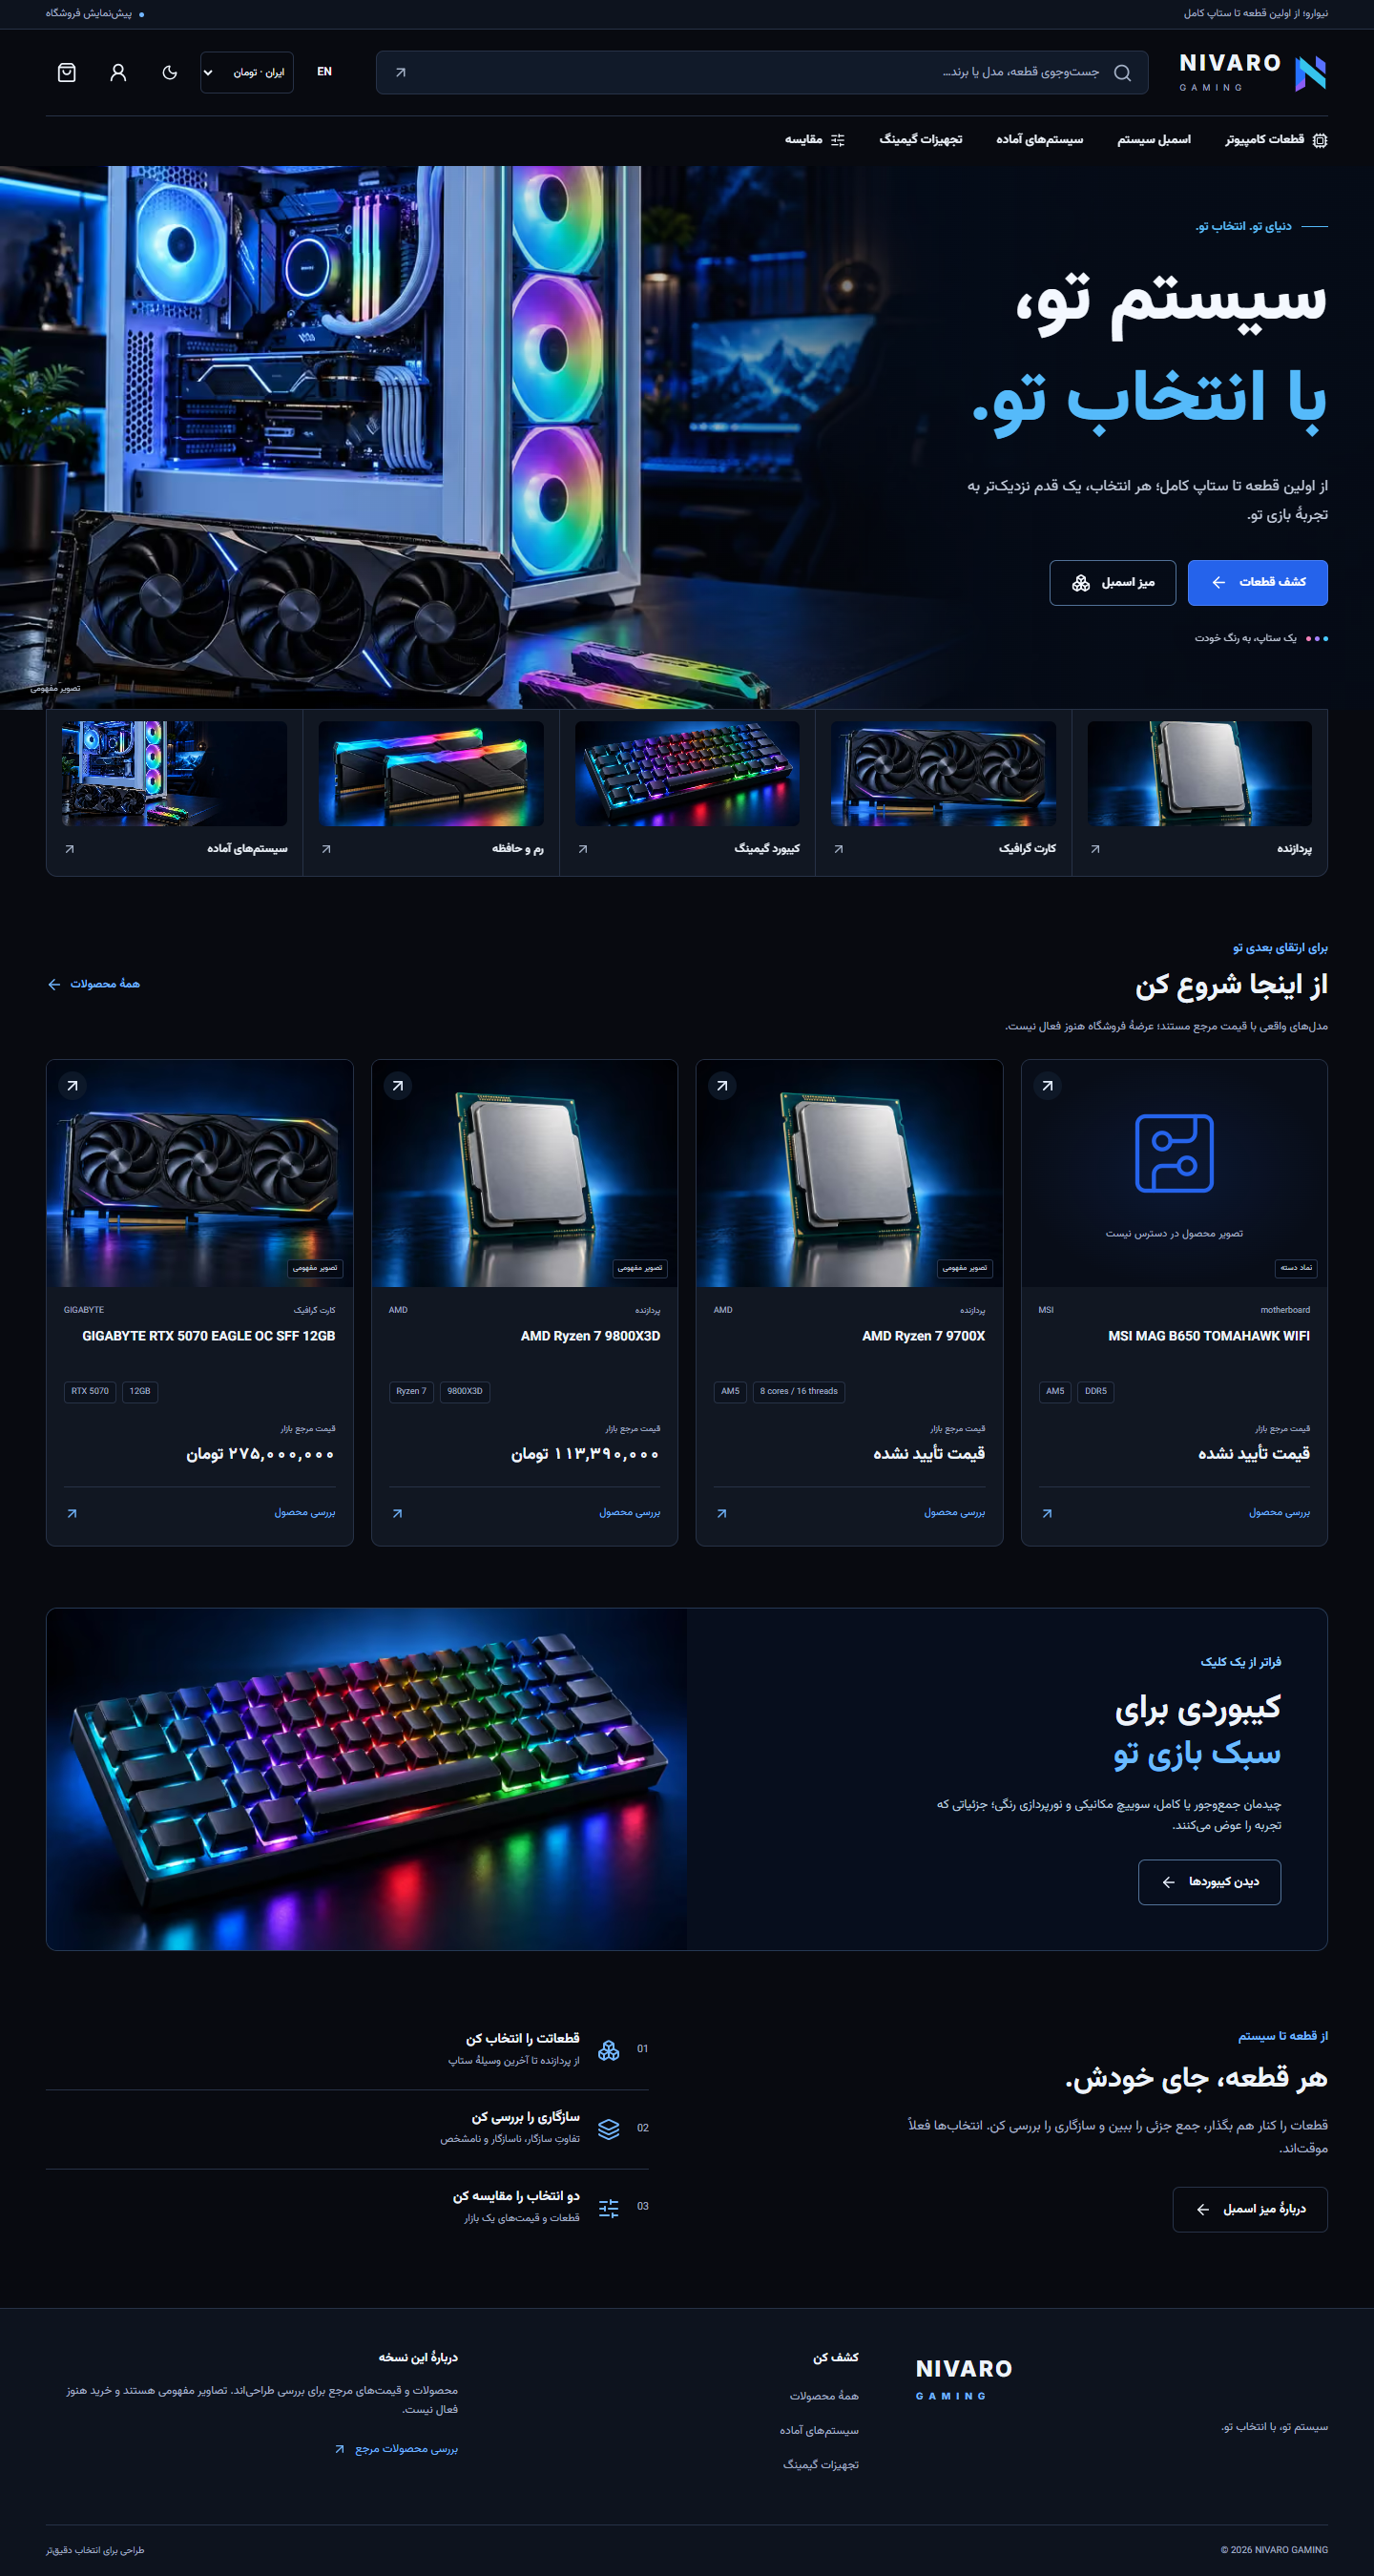 نیوارو؛ از اولین قطعه تا ستاپ کامل
پیش‌نمایش فروشگاه
NIVARO
GAMING
جست‌وجوی قطعه، مدل یا برند...
EN
ایران · تومان
قطعات کامپیوتر
اسمبل سیستم
سیستم‌های آماده
تجهیزات گیمینگ
مقایسه
دنیای تو. انتخاب تو.
سیستم تو،
با انتخاب تو.
از اولین قطعه تا ستاپ کامل؛ هر انتخاب، یک قدم نزدیک‌تر به
تجربهٔ بازی تو.
کشف قطعات
میز اسمبل
یک ستاپ، به رنگ خودت
تصویر مفهومی
پردازنده
کارت گرافیک
کیبورد گیمینگ
رم و حافظه
سیستم‌های آماده
برای ارتقای بعدی تو
از اینجا شروع کن
همهٔ محصولات
مدل‌های واقعی با قیمت مرجع مستند؛ عرضهٔ فروشگاه هنوز فعال نیست.
تصویر محصول در دسترس نیست
نماد دسته
motherboard
MSI
MSI MAG B650 TOMAHAWK WIFI
AM5
DDR5
قیمت مرجع بازار
قیمت تأیید نشده
بررسی محصول
تصویر مفهومی
پردازنده
AMD
AMD Ryzen 7 9700X
AM5
8 cores / 16 threads
قیمت مرجع بازار
قیمت تأیید نشده
بررسی محصول
تصویر مفهومی
پردازنده
AMD
AMD Ryzen 7 9800X3D
Ryzen 7
9800X3D
قیمت مرجع بازار
۱۱۳,۳۹۰,۰۰۰ تومان
بررسی محصول
تصویر مفهومی
کارت گرافیک
GIGABYTE
GIGABYTE RTX 5070 EAGLE OC SFF 12GB
RTX 5070
12GB
قیمت مرجع بازار
۲۷۵,۰۰۰,۰۰۰ تومان
بررسی محصول
فراتر از یک کلیک
کیبوردی برای
سبک بازی تو
چیدمان جمع‌وجور یا کامل، سوییچ مکانیکی و نورپردازی رنگی؛ جزئیاتی که
تجربه را عوض می‌کنند.
دیدن کیبوردها
از قطعه تا سیستم
هر قطعه، جای خودش.
قطعات را کنار هم بگذار، جمع جزئی را ببین و سازگاری را بررسی کن. انتخاب‌ها فعلاً
موقت‌اند.
دربارهٔ میز اسمبل
01
قطعاتت را انتخاب کن
از پردازنده تا آخرین وسیلهٔ ستاپ
02
سازگاری را بررسی کن
تفاوتِ سازگار، ناسازگار و نامشخص
03
دو انتخاب را مقایسه کن
قطعات و قیمت‌های یک بازار
NIVARO
GAMING
سیستم تو، با انتخاب تو.
کشف کن
همهٔ محصولات
سیستم‌های آماده
تجهیزات گیمینگ
دربارهٔ این نسخه
محصولات و قیمت‌های مرجع برای بررسی طراحی‌اند. تصاویر مفهومی هستند و خرید هنوز
فعال نیست.
بررسی محصولات مرجع
© 2026 NIVARO GAMING
طراحی برای انتخاب دقیق‌تر